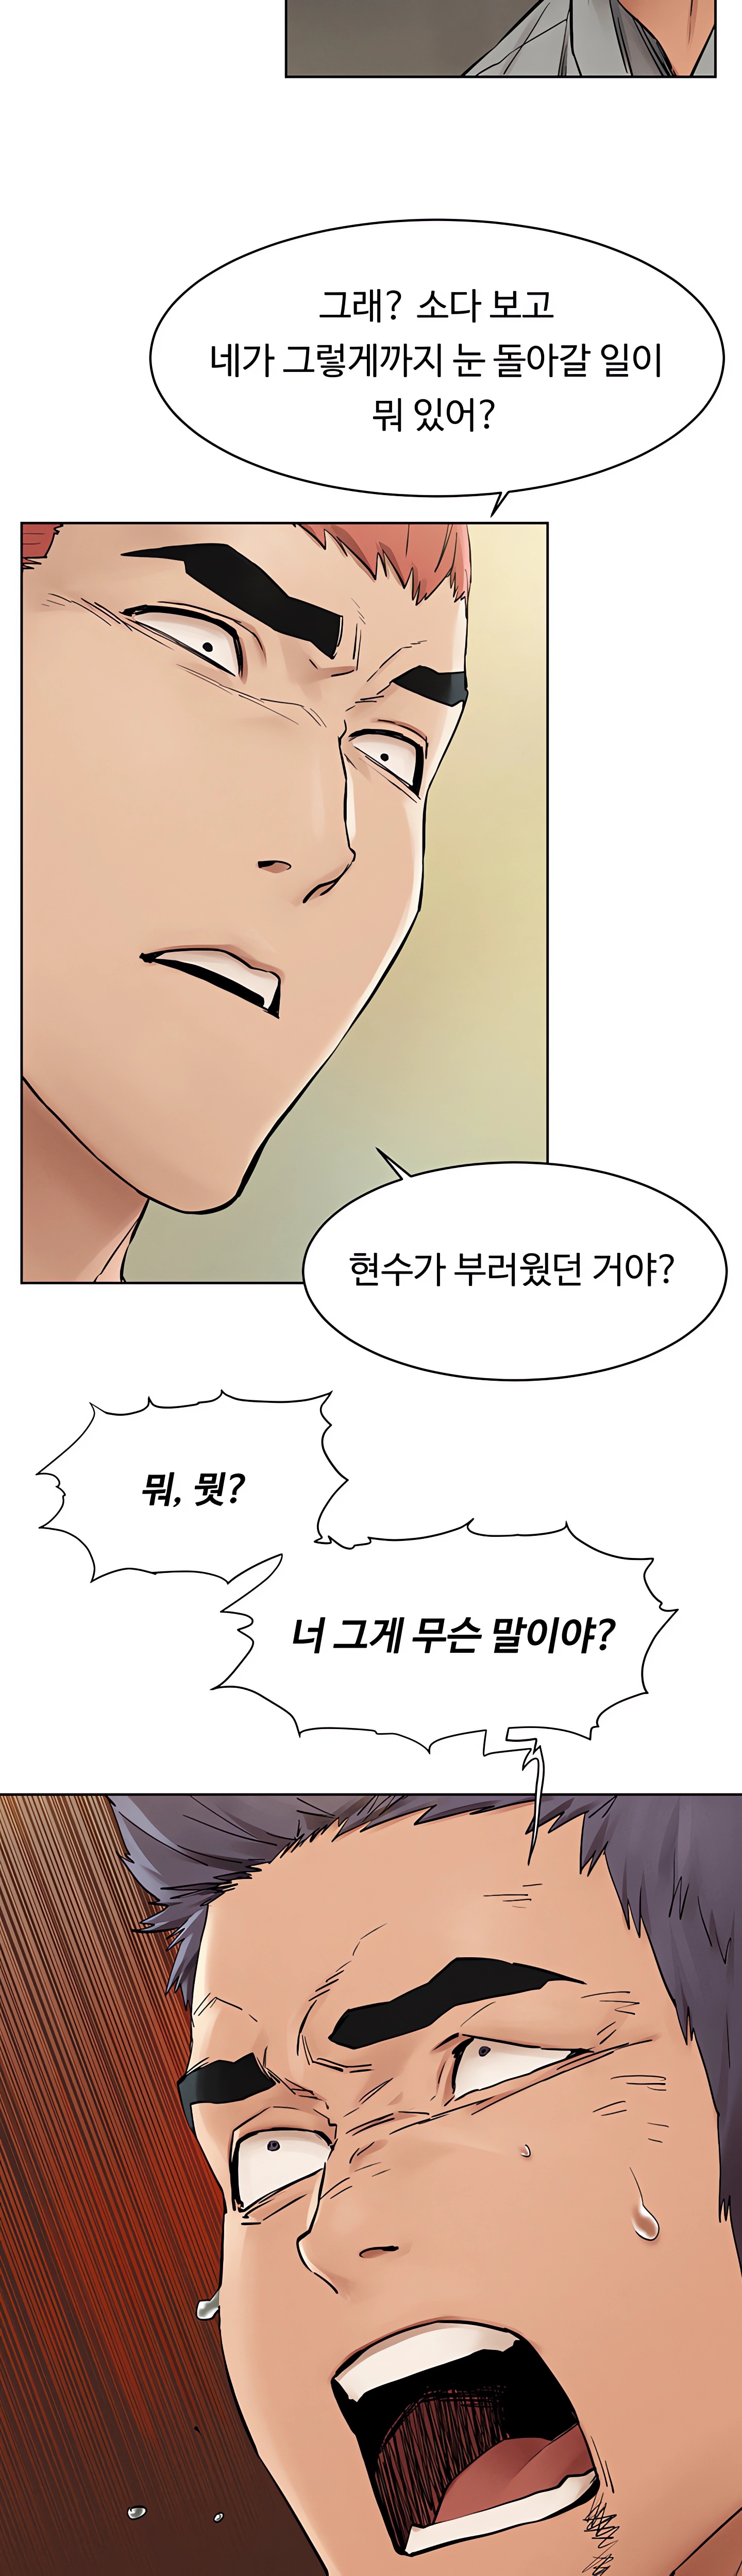 그래? 소다 보고
네가 그렇게까지 눈 돌아갈 일이
뭐 있어?
현수가 부러웠던 거야?
뭐, 뭣?
너 그게 무슨 말이야?